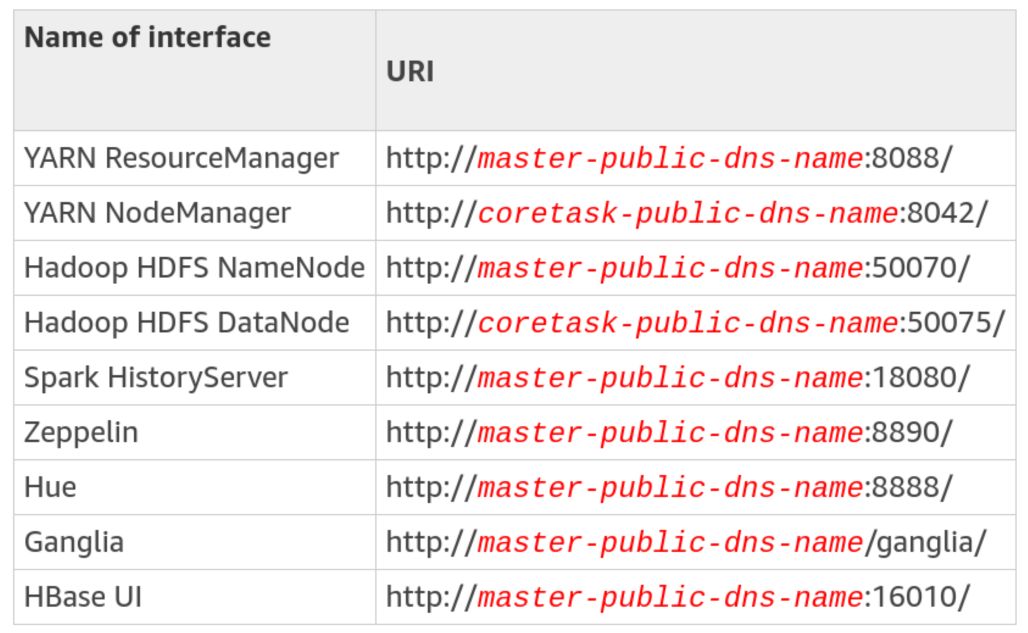 Name of interface URI
YARN ResourceManager http://master-public-dns-name:8088/
YARN NodeManager http://coretask-public-dns-name:8042/
Hadoop HDFS NameNode http://master-public-dns-name:50070/
Hadoop HDFS DataNode http://coretask-public-dns-name:50075/
Spark HistoryServer http://master-public-dns-name:18080/
Zeppelin http://master-public-dns-name:8890/
Hue http://master-public-dns-name:8888/
Ganglia http://master-public-dns-name/ganglia/
HBase UI http://master-public-dns-name:16010/